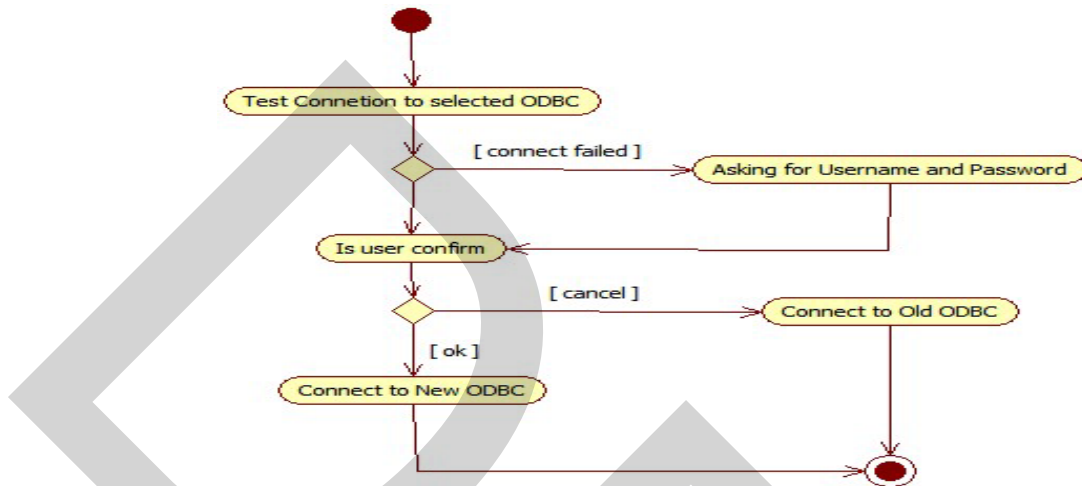 Test Connetion to selected ODBC
[ connect failed ]
Asking for Username and Password
Is user confirm
[ cancel ]
Connect to Old ODBC
[ ok ]
Connect to New ODBC